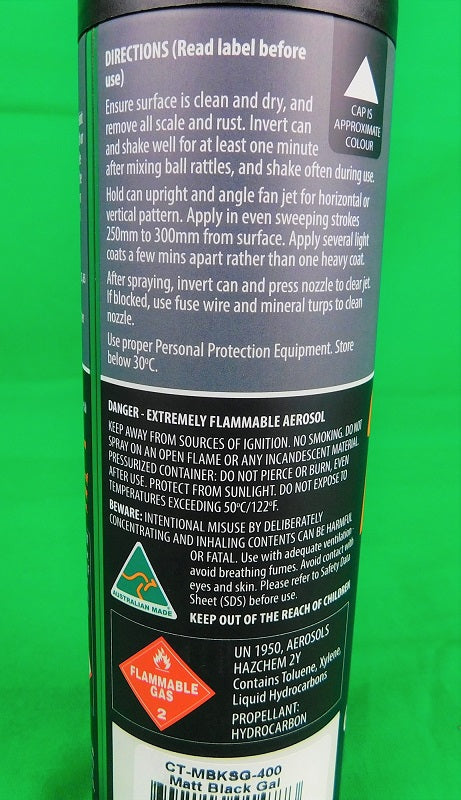 DIRECTIONS (Read label before
use)
Ensure surface is clean and dry, and
remove all scale and rust. Invert can
and shake well for at least one minute
after mixing ball rattles, and shake often during use.
CAP IS
APPROXIMATE
COLOUR
Hold can upright and angle fan jet for horizontal or
vertical pattern. Apply in even sweeping strokes
250mm to 300mm from surface. Apply several light
coats a few mins apart rather than one heavy coat.
After spraying, invert can and press nozzle to clear jet.
If blocked, use fuse wire and mineral turps to clean
nozzle.
Use proper Personal Protection Equipment. Store
below 30°C.
DANGER - EXTREMELY FLAMMABLE AEROSOL
KEEP AWAY FROM SOURCES OF IGNITION. NO SMOKING. DO NOT
SPRAY ON AN OPEN FLAME OR ANY INCANDESCENT MATERIAL.
PRESSURIZED CONTAINER: DO NOT PIERCE OR BURN, EVEN
AFTER USE. PROTECT FROM SUNLIGHT. DO NOT EXPOSE TO
TEMPERATURES EXCEEDING 50°C/122°F.
BEWARE: INTENTIONAL MISUSE BY DELIBERATELY
CONCENTRATING AND INHALING CONTENTS CAN BE HARMFUL
OR FATAL. Use with adequate ventilation
avoid breathing fumes. Avoid contact with
eyes and skin. Please refer to Safety Data
Sheet (SDS) before use.
KEEP OUT OF THE REACH OF CHILDREN
AUSTRALIAN MADE
FLAMMABLE
GAS
2
UN 1950, AEROSOLS
HAZCHEM 2Y
Contains Toluene, Xylene,
Liquid Hydrocarbons
PROPELLANT:
HYDROCARBON
CT-MBKSG-400
Matt Black Gal